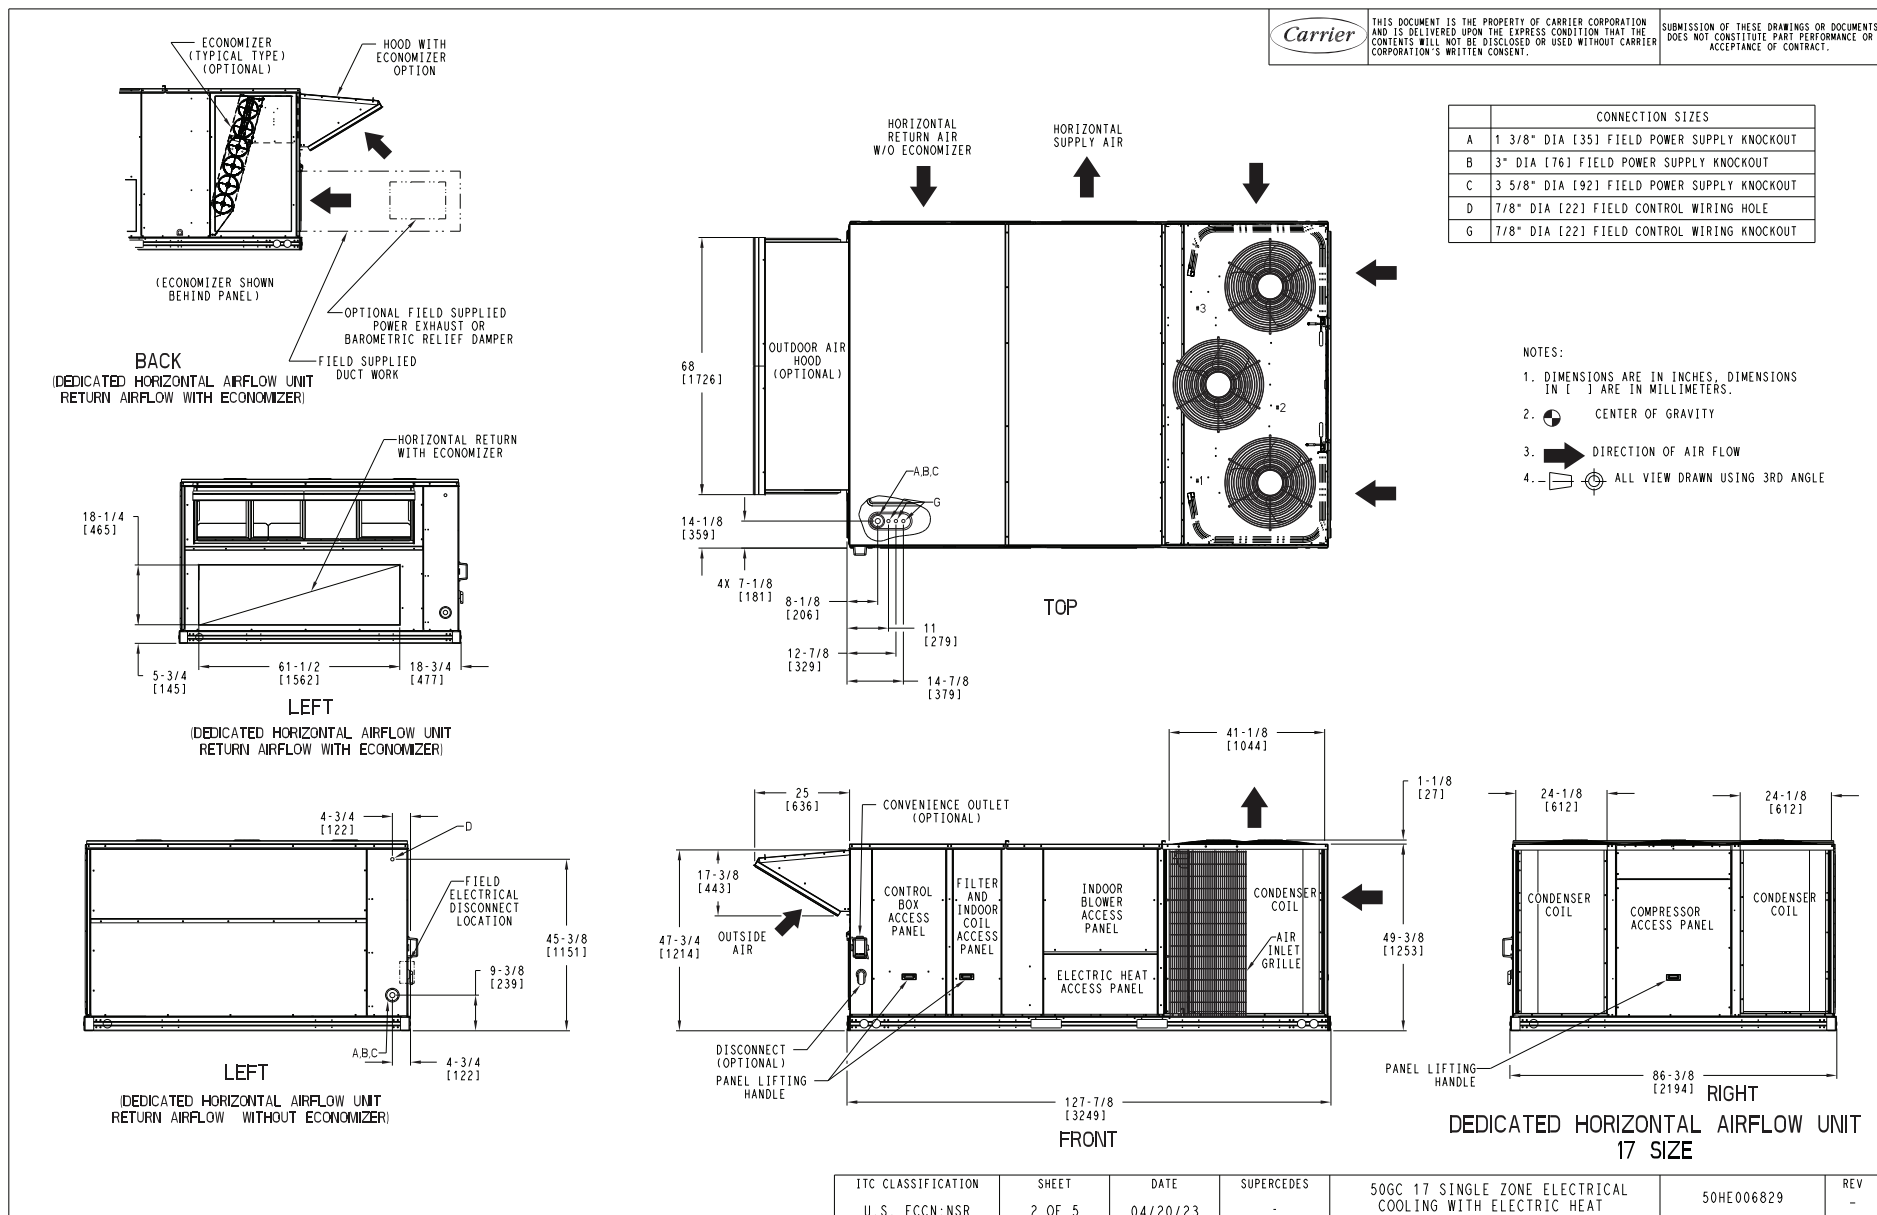 Carrier
THIS DOCUMENT IS THE PROPERTY OF CARRIER CORPORATION
AND IS DELIVERED UPON THE EXPRESS CONDITION THAT THE
CONTENTS WILL NOT BE DISCLOSED OR USED WITHOUT CARRIER
CORPORATION'S WRITTEN CONSENT.
SUBMISSION OF THESE DRAWINGS OR DOCUMENTS
DOES NOT CONSTITUTE PART PERFORMANCE OR
ACCEPTANCE OF CONTRACT.
ECONOMIZER
(TYPICAL TYPE)
(OPTIONAL)
HOOD WITH
ECONOMIZER
OPTION
(ECONOMIZER SHOWN
BEHIND PANEL)
OPTIONAL FIELD SUPPLIED
POWER EXHAUST OR
BAROMETRIC RELIEF DAMPER
FIELD SUPPLIED
DUCT WORK
BACK
(DEDICATED HORIZONTAL AIRFLOW UNIT
RETURN AIRFLOW WITH ECONOMIZER)
HORIZONTAL
RETURN AIR
W/O ECONOMIZER
HORIZONTAL
SUPPLY AIR
CONNECTION SIZES
A 1 3/8" DIA [35] FIELD POWER SUPPLY KNOCKOUT
B 3" DIA [76] FIELD POWER SUPPLY KNOCKOUT
C 3 5/8" DIA [92] FIELD POWER SUPPLY KNOCKOUT
D 7/8" DIA [22] FIELD CONTROL WIRING HOLE
G 7/8" DIA [22] FIELD CONTROL WIRING KNOCKOUT
68
[1726]
OUTDOOR AIR
HOOD
(OPTIONAL)
3
2
1
A,B,C
G
14-1/8
[359]
4X 7-1/8
[181]
8-1/8
[206]
11
[279]
12-7/8
[329]
14-7/8
[379]
TOP
NOTES:
1. DIMENSIONS ARE IN INCHES, DIMENSIONS
IN [ ] ARE IN MILLIMETERS.
2. CENTER OF GRAVITY
3. DIRECTION OF AIR FLOW
4. ALL VIEW DRAWN USING 3RD ANGLE
HORIZONTAL RETURN
WITH ECONOMIZER
18-1/4
[465]
5-3/4
[145]
61-1/2
[1562]
18-3/4
[477]
LEFT
(DEDICATED HORIZONTAL AIRFLOW UNIT
RETURN AIRFLOW WITH ECONOMIZER)
4-3/4
[122]
D
FIELD
ELECTRICAL
DISCONNECT
LOCATION
45-3/8
[1151]
9-3/8
[239]
A,B,C
4-3/4
[122]
LEFT
(DEDICATED HORIZONTAL AIRFLOW UNIT
RETURN AIRFLOW WITHOUT ECONOMIZER)
41-1/8
[1044]
25
[636]
CONVENIENCE OUTLET
(OPTIONAL)
1-1/8
[27]
17-3/8
[443]
OUTSIDE
AIR
47-3/4
[1214]
CONTROL
BOX
ACCESS
PANEL
FILTER
AND
INDOOR
COIL
ACCESS
PANEL
INDOOR
BLOWER
ACCESS
PANEL
ELECTRIC HEAT
ACCESS PANEL
CONDENSER
COIL
AIR
INLET
GRILLE
49-3/8
[1253]
DISCONNECT
(OPTIONAL)
PANEL LIFTING
HANDLE
127-7/8
[3249]
FRONT
24-1/8
[612]
24-1/8
[612]
CONDENSER
COIL
COMPRESSOR
ACCESS PANEL
CONDENSER
COIL
PANEL LIFTING
HANDLE
86-3/8
[2194]
RIGHT
DEDICATED HORIZONTAL AIRFLOW UNIT
17 SIZE
ITC CLASSIFICATION
U.S. ECCN:NSR
SHEET
2 OF 5
DATE
04/20/23
SUPERCEDES
-
50GC 17 SINGLE ZONE ELECTRICAL
COOLING WITH ELECTRIC HEAT
50HE006829
REV
-